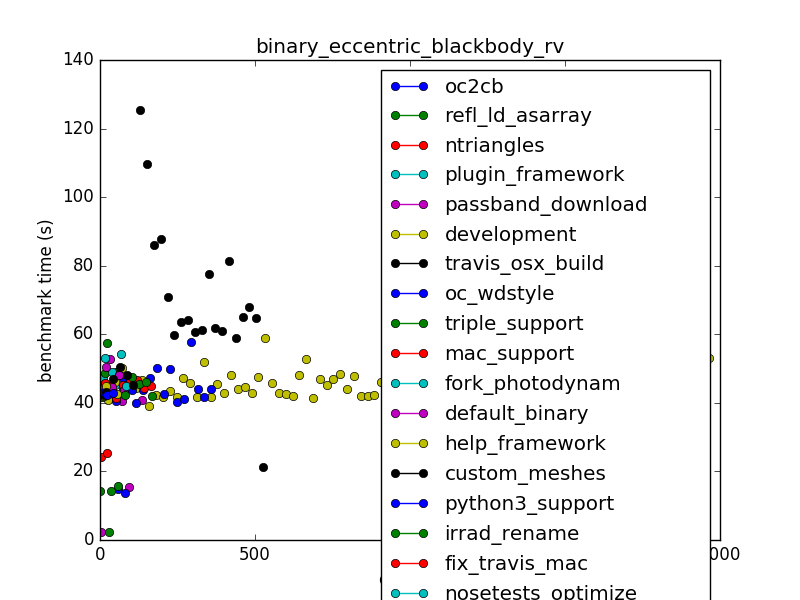 binary_eccentric_blackbody_rv
benchmark time (s)
140
120
100
80
60
40
20
0
0
500
000
oc2cb
refl_ld_asarray
ntriangles
plugin_framework
passband_download
development
travis_osx_build
oc_wdstyle
triple_support
mac_support
fork_photodynam
default_binary
help_framework
custom_meshes
python3_support
irrad_rename
fix_travis_mac
nosetests_optimize